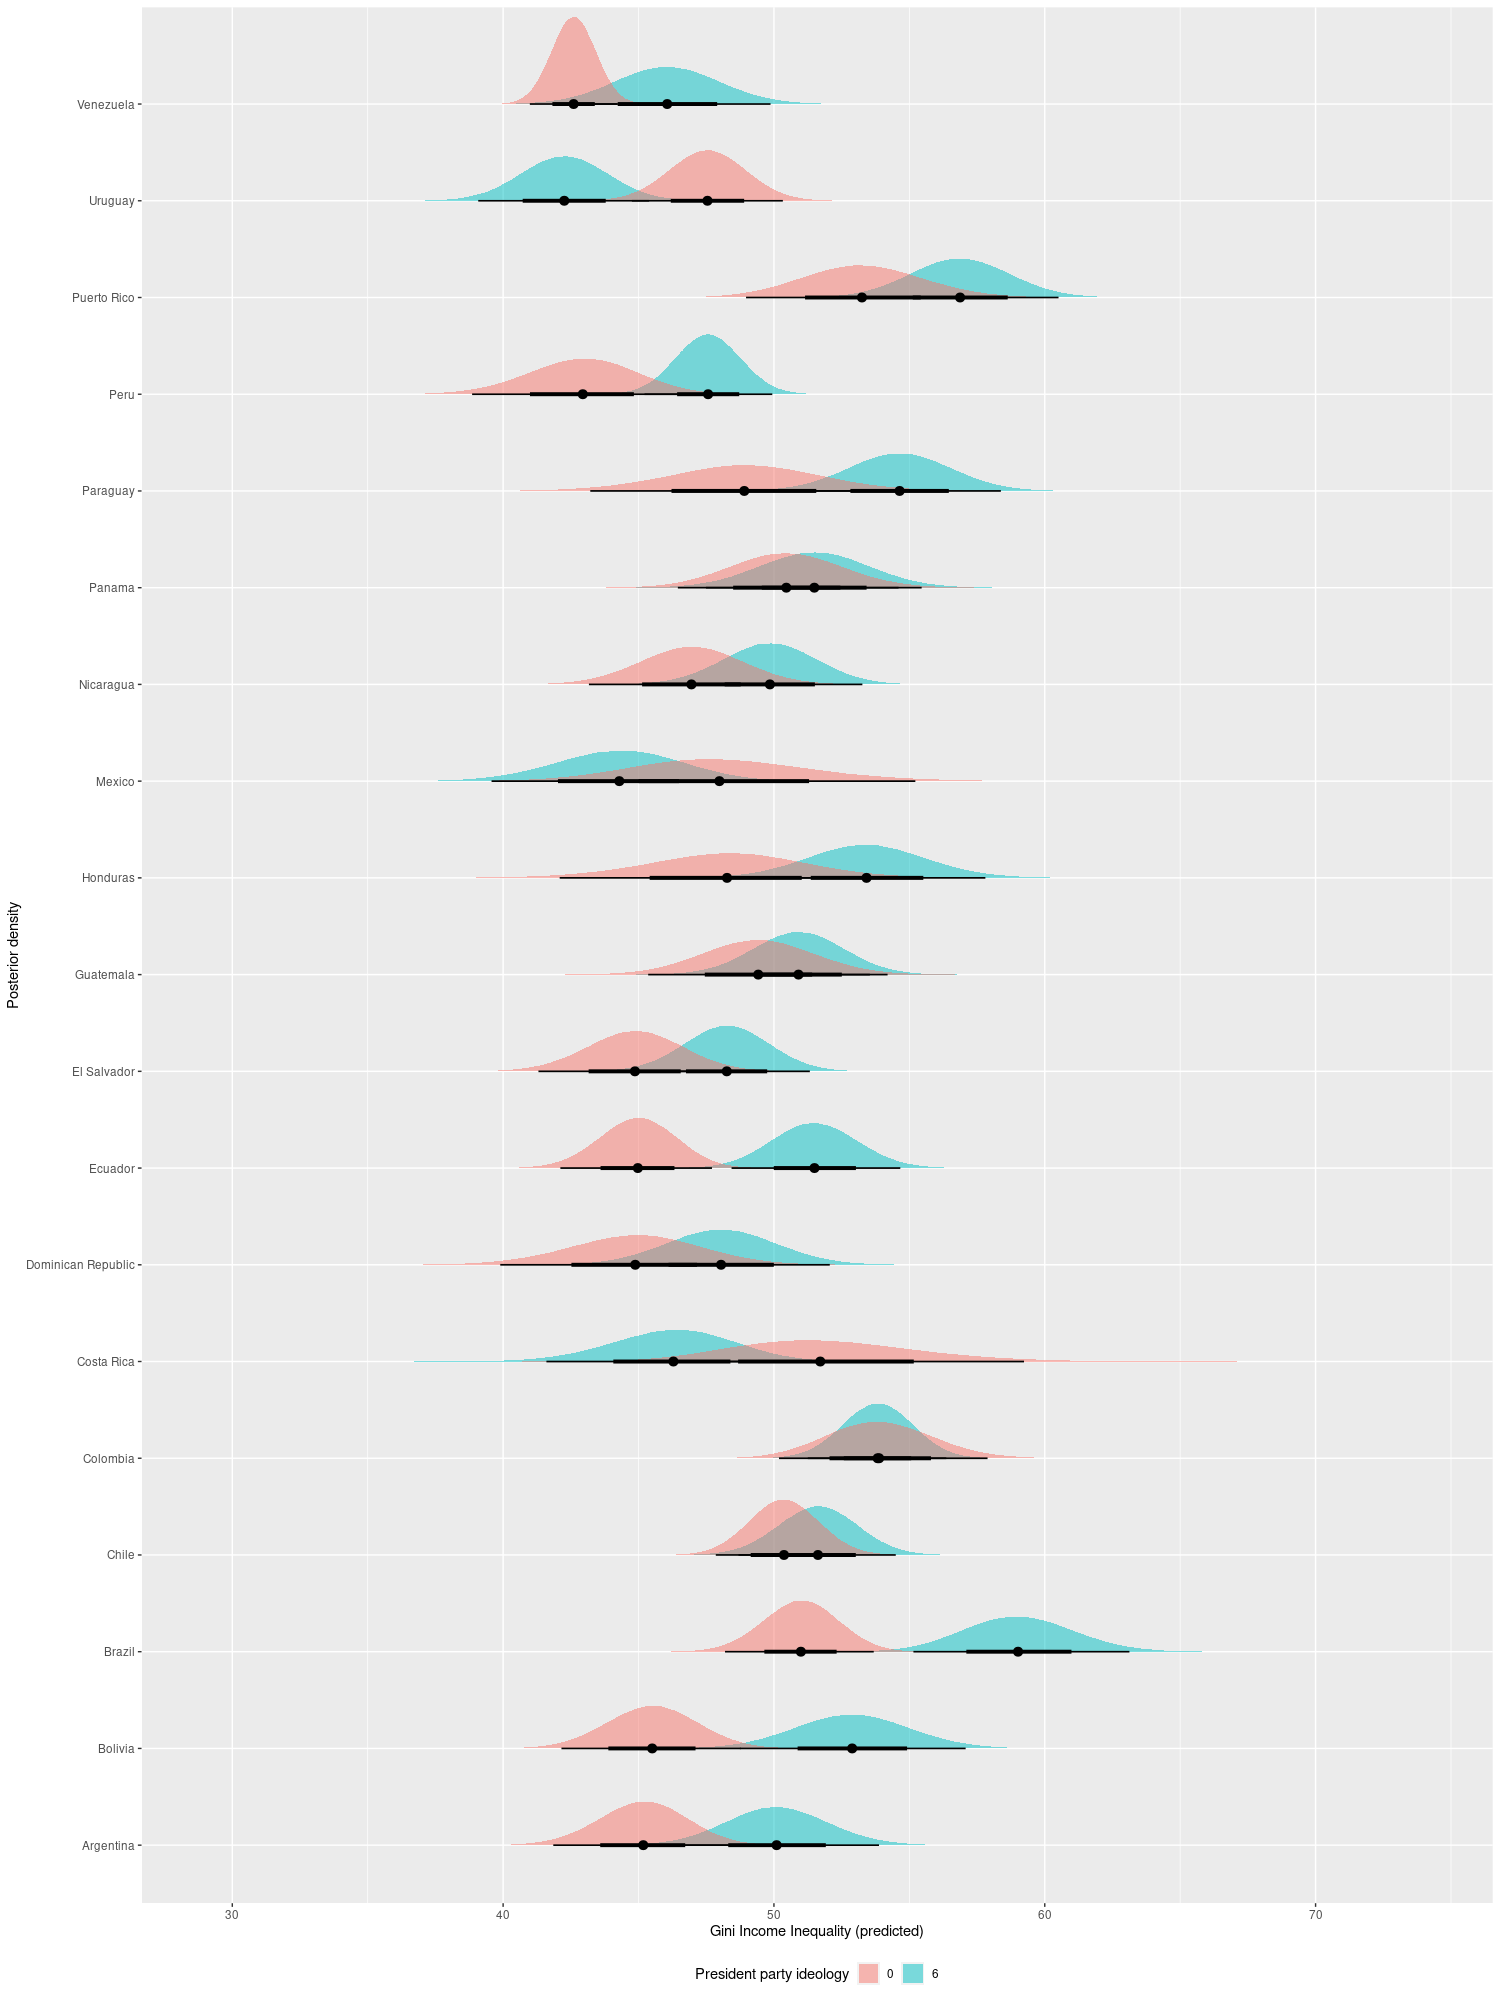 Venezuela
Uruguay
Puerto Rico
Peru
Paraguay
Panama
Nicaragua
Mexico
Honduras
Guatemala
El Salvador
Ecuador
Dominican Republic
Costa Rica
Colombia
Chile
Brazil
Bolivia
Argentina
Posterior density
30 40 50 60 70
Gini Income Inequality (predicted)
President party ideology 0 6